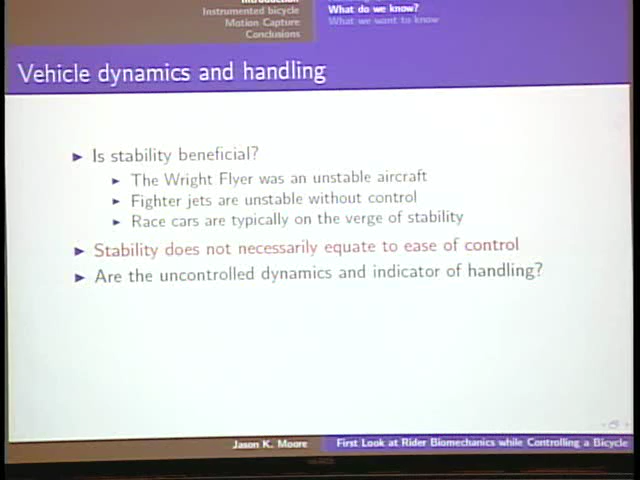 Introduction
Instrumented bicycle
Motion Capture
Conclusions
What do we know?
What we want to know
Vehicle dynamics and handling
Is stability beneficial?
The Wright Flyer was an unstable aircraft
Fighter jets are unstable without control
Race cars are typically on the verge of stability
Stability does not necessarily equate to ease of control
Are the uncontrolled dynamics and indicator of handling?
Jason K. Moore
First Look at Rider Biomechanics while Controlling a Bicycle